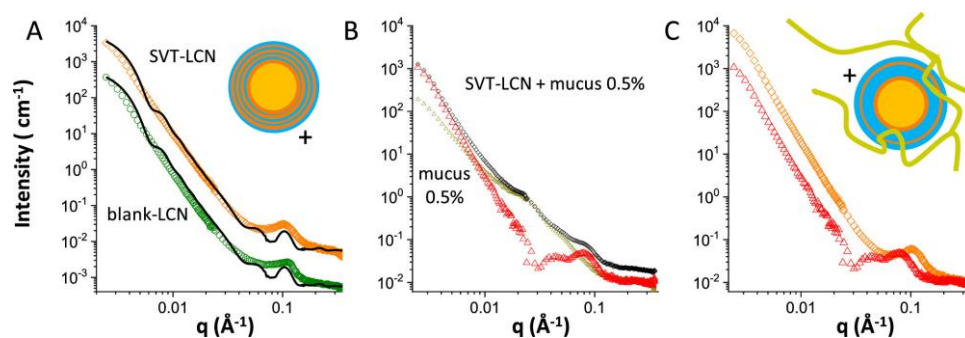 A
10⁴
10³
10²
10¹
10⁰
10⁻¹
10⁻²
10⁻³
Intensity ( cm⁻¹)
SVT-LCN
blank-LCN
+
0.01
0.1
q (Å⁻¹)
B
10⁴
10³
10²
10¹
10⁰
10⁻¹
10⁻²
SVT-LCN + mucus 0.5%
mucus
0.5%
0.01
0.1
q (Å⁻¹)
C
10⁴
10³
10²
10¹
10⁰
10⁻¹
10⁻²
+
0.01
0.1
q (Å⁻¹)